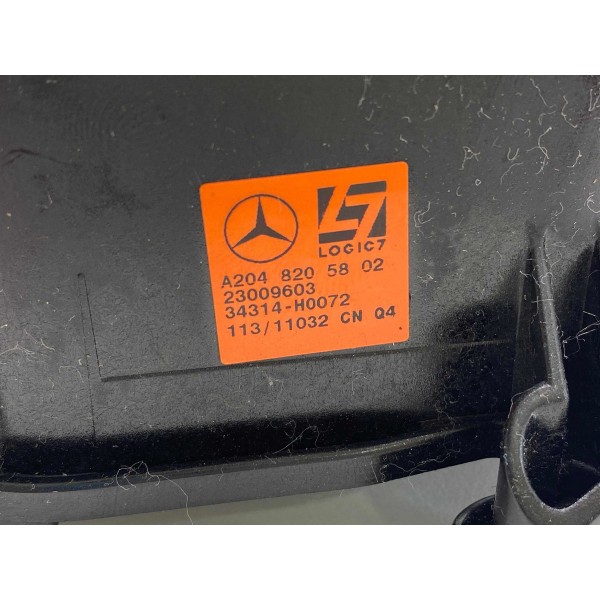 LOGIC7
A204 820 58 02
23009603
34314-H0072
113/11032 CN Q4